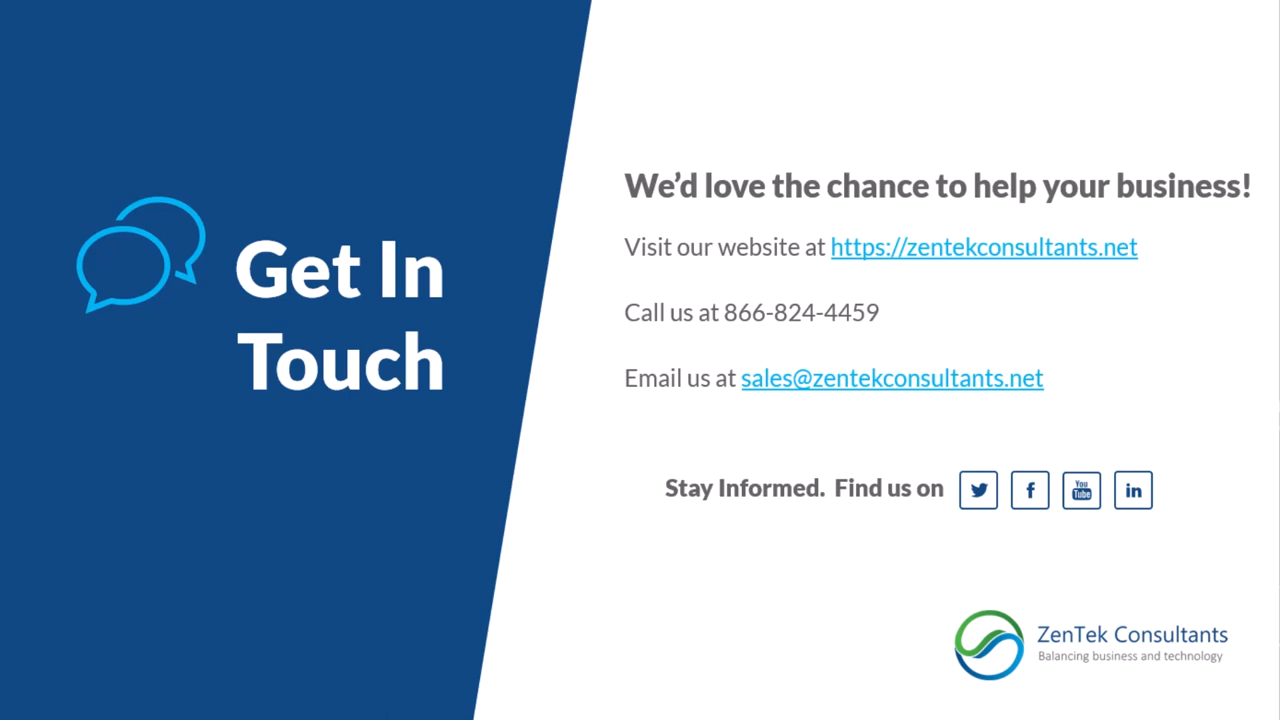 Get In
Touch
We’d love the chance to help your business!
Visit our website at https://zentekconsultants.net
Call us at 866-824-4459
Email us at sales@zentekconsultants.net
Stay Informed.  Find us on
You
Tube
in
ZenTek Consultants
Balancing business and technology